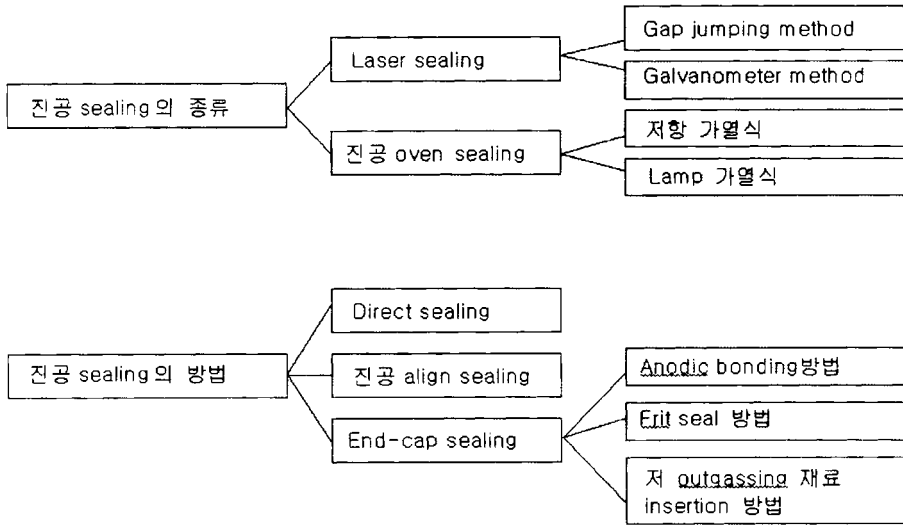 진공 sealing의 종류
Laser sealing
Gap jumping method
Galvanometer method
진공 oven sealing
저항 가열식
Lamp 가열식
진공 sealing의 방법
Direct sealing
진공 align sealing
End-cap sealing
Anodic bonding방법
Frit seal 방법
저 outgassing 재료
insertion 방법